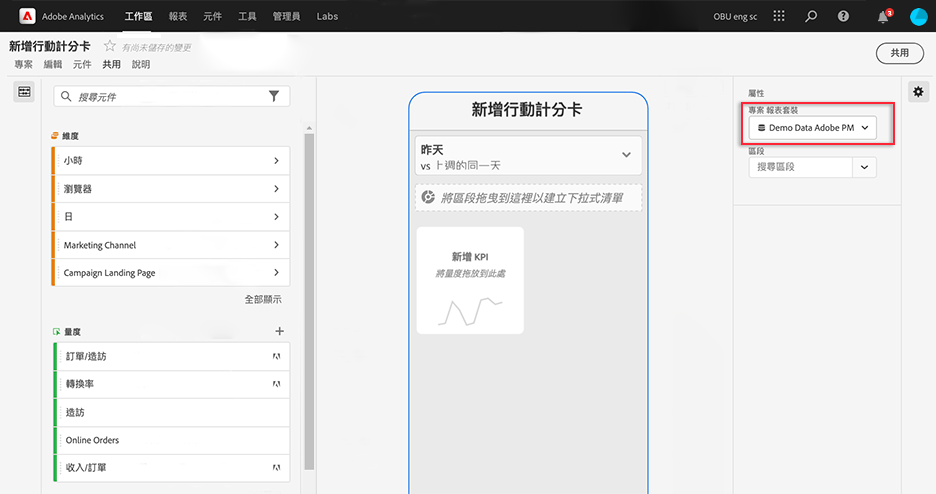 Adobe Analytics 工作區 報表 元件 工具 管理員 Labs OBU eng sc 3
新增行動計分卡 有尚未儲存的變更
專案 編輯 元件 共用 說明
共用
搜尋元件
維度
小時
瀏覽器
日
Marketing Channel
Campaign Landing Page
全部顯示
量度
訂單/造訪
轉換率
造訪
Online Orders
收入/訂單
新增行動計分卡
昨天
vs 上週的同一天
將區段拖曳到這裡以建立下拉式清單
新增 KPI
將量度拖放到此處
屬性
專案 報表套裝
Demo Data Adobe PM
區段
搜尋區段